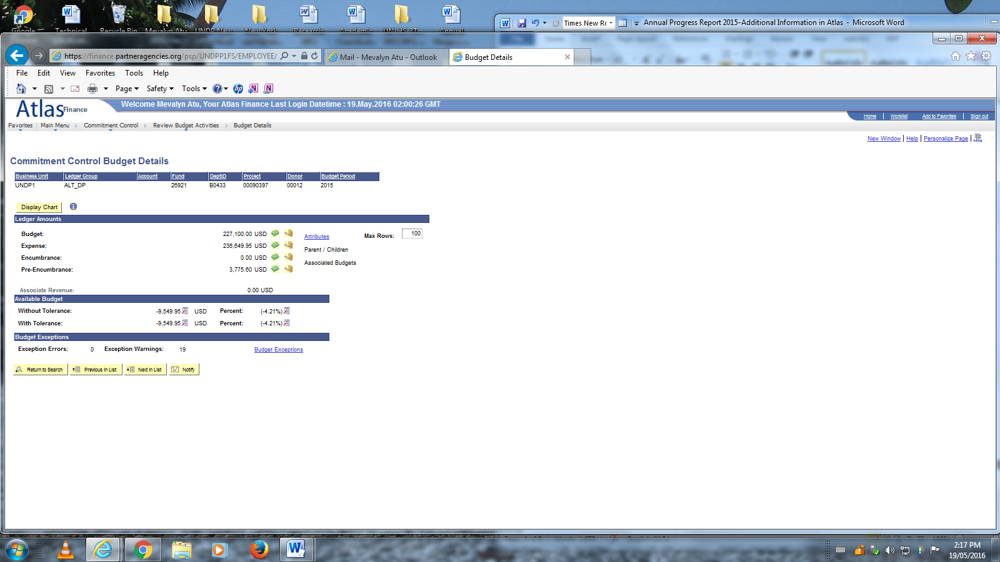 Google Technical Recycle Bin Mevalyn Atu UNDP New New York Research Academic UN-HS-3T Annual
Times New Ro Annual Progress Report 2015-Additional Information in Atlas - Microsoft Word
https://finance.partneragencies.org/psp/UNDPP1FS/EMPLOYEE/ Mail - Mevalyn Atu - Outlook Budget Details
File Edit View Favorites Tools Help
Page Safety Tools
Atlas Finance
Welcome Mevalyn Atu, Your Atlas Finance Last Login Datetime : 19.May.2016 02:00:26 GMT
Home Worklist Add to Favorites Sign out
Favorites Main Menu > Commitment Control > Review Budget Activities > Budget Details
New Window | Help | Personalize Page |
Commitment Control Budget Details
Business Unit Ledger Group Account Fund DeptID Project Donor Budget Period
UNDP1 ALT_DP 26921 B0433 00090397 00012 2015
Display Chart
Ledger Amounts
Budget: 227,100.00 USD Attributes Max Rows: 100
Expense: 236,649.95 USD Parent / Children
Encumbrance: 0.00 USD Associated Budgets
Pre-Encumbrance: 3,775.60 USD
Associate Revenue: 0.00 USD
Available Budget
Without Tolerance: -9,549.95 USD Percent: (-4.21%)
With Tolerance: -9,549.95 USD Percent: (-4.21%)
Budget Exceptions
Exception Errors: 0 Exception Warnings: 19 Budget Exceptions
Return to Search Previous in List Next in List Notify
2:17 PM
19/05/2016